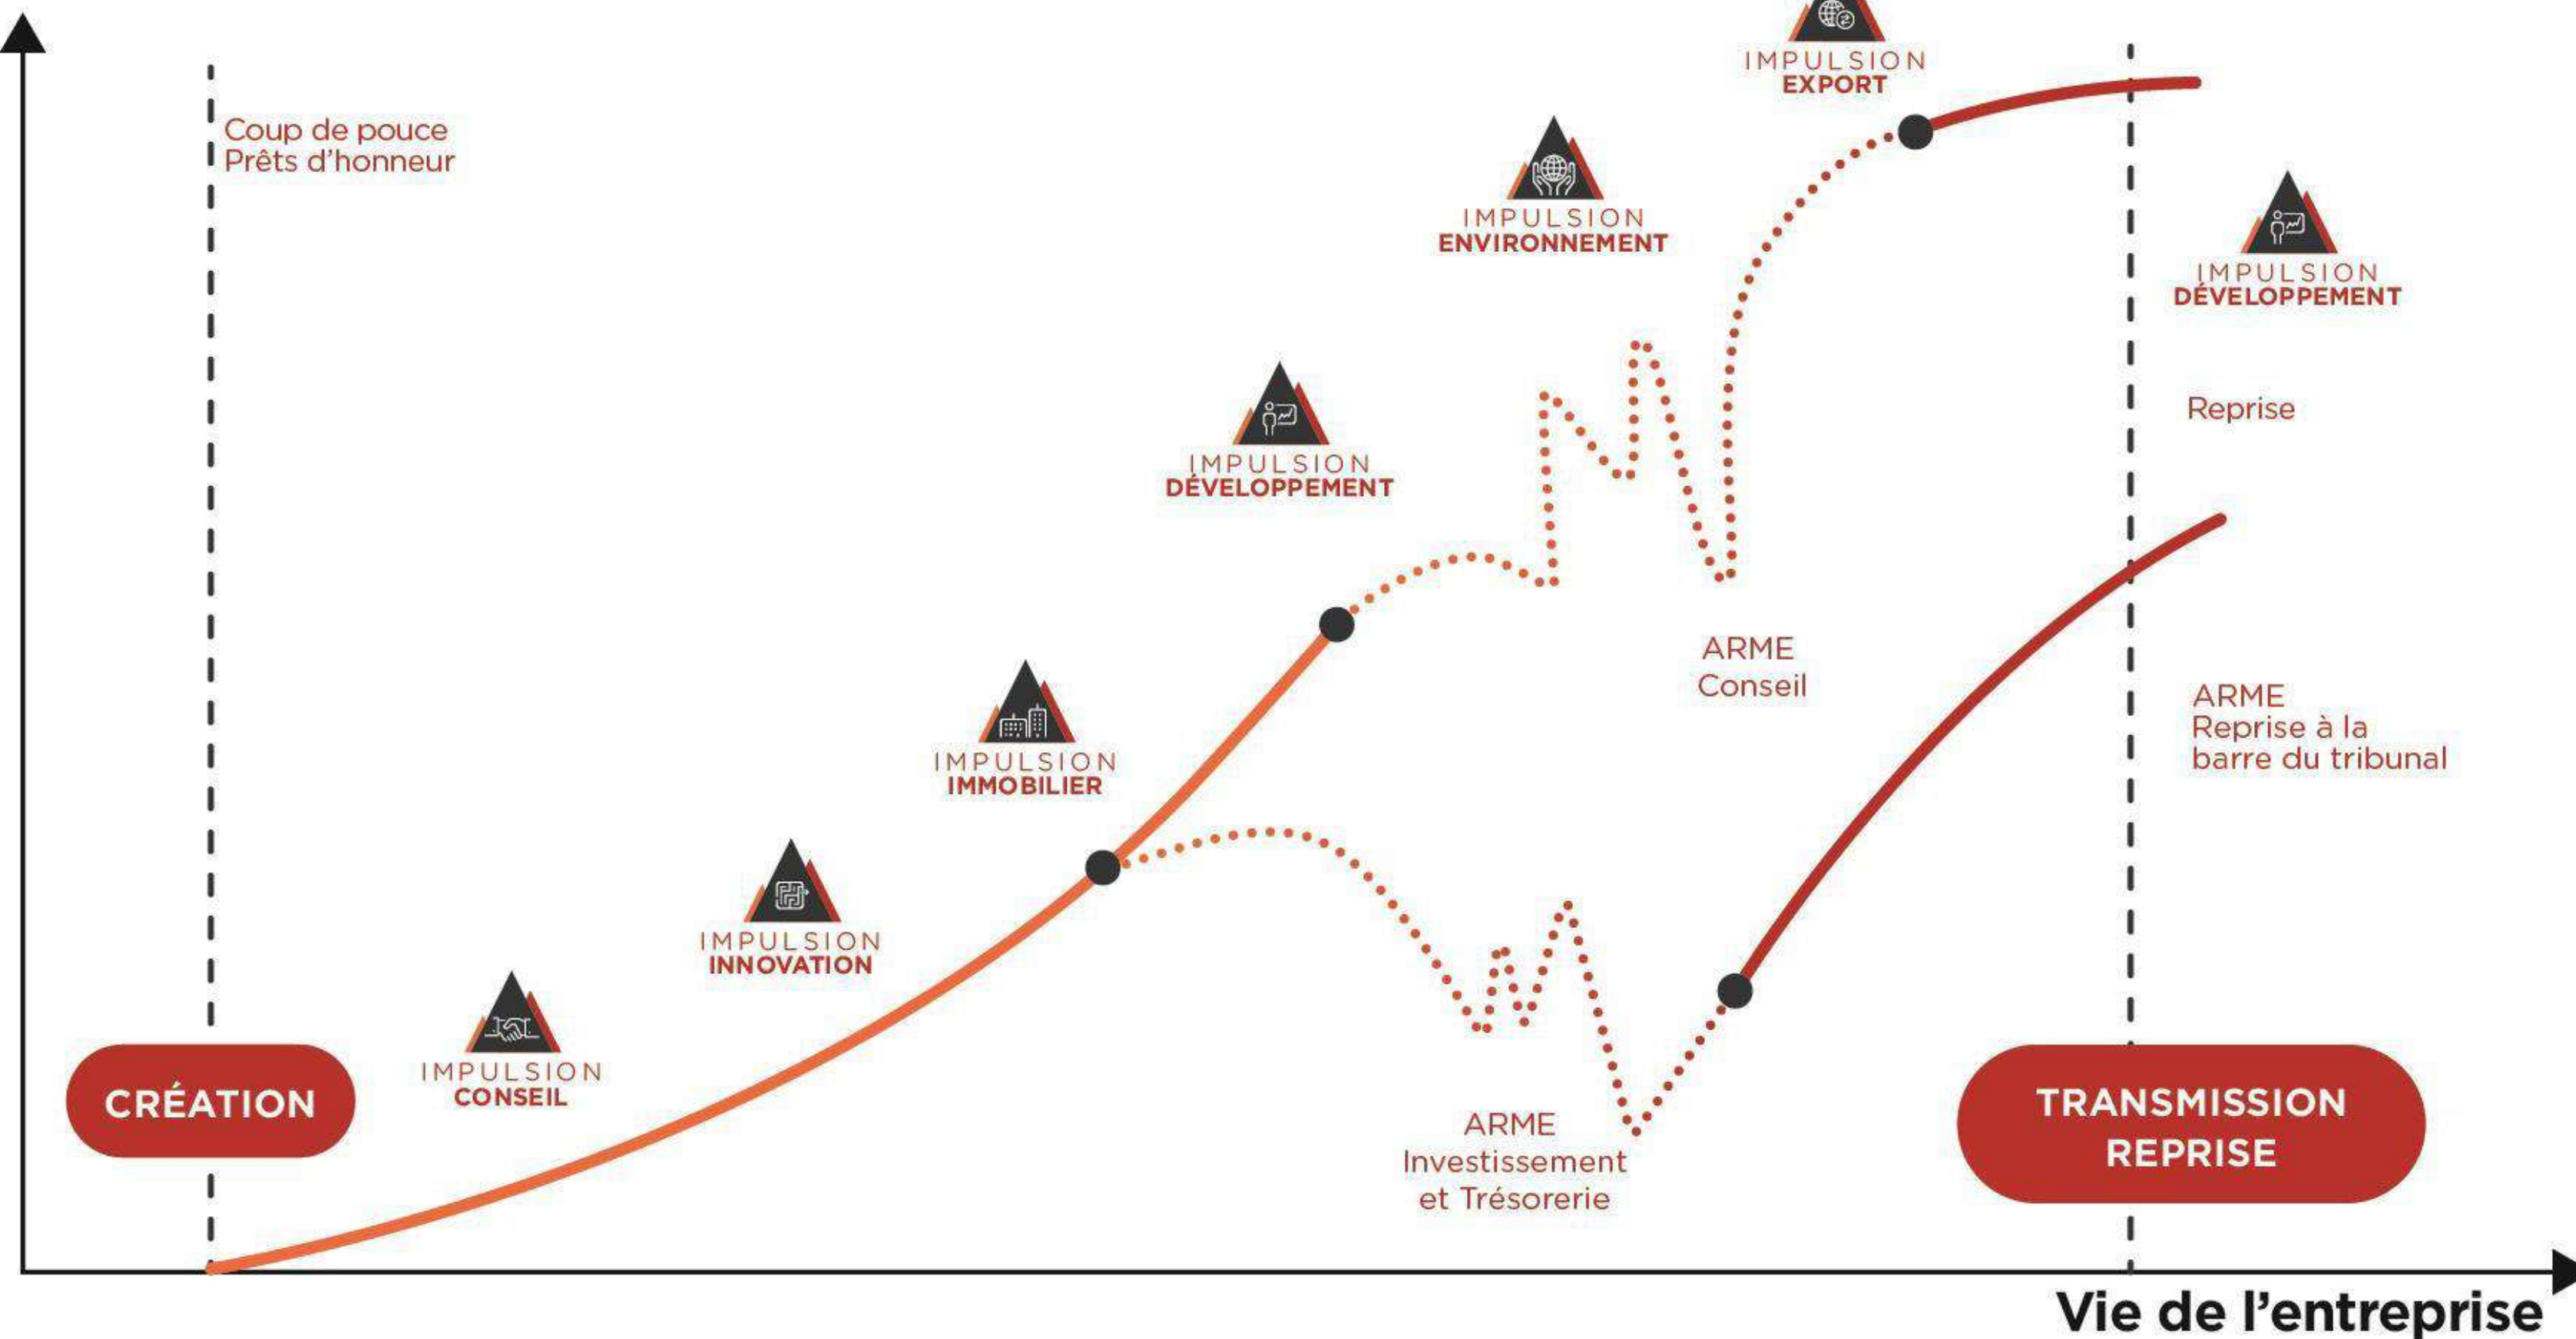 Coup de pouce
Prêts d'honneur
IMPULSION
EXPORT
IMPULSION
ENVIRONNEMENT
IMPULSION
DÉVELOPPEMENT
Reprise
IMPULSION
DÉVELOPPEMENT
ARME
Conseil
ARME
Reprise à la
barre du tribunal
IMPULSION
IMMOBILIER
IMPULSION
INNOVATION
IMPULSION
CONSEIL
CRÉATION
ARME
Investissement
et Trésorerie
TRANSMISSION
REPRISE
Vie de l'entreprise